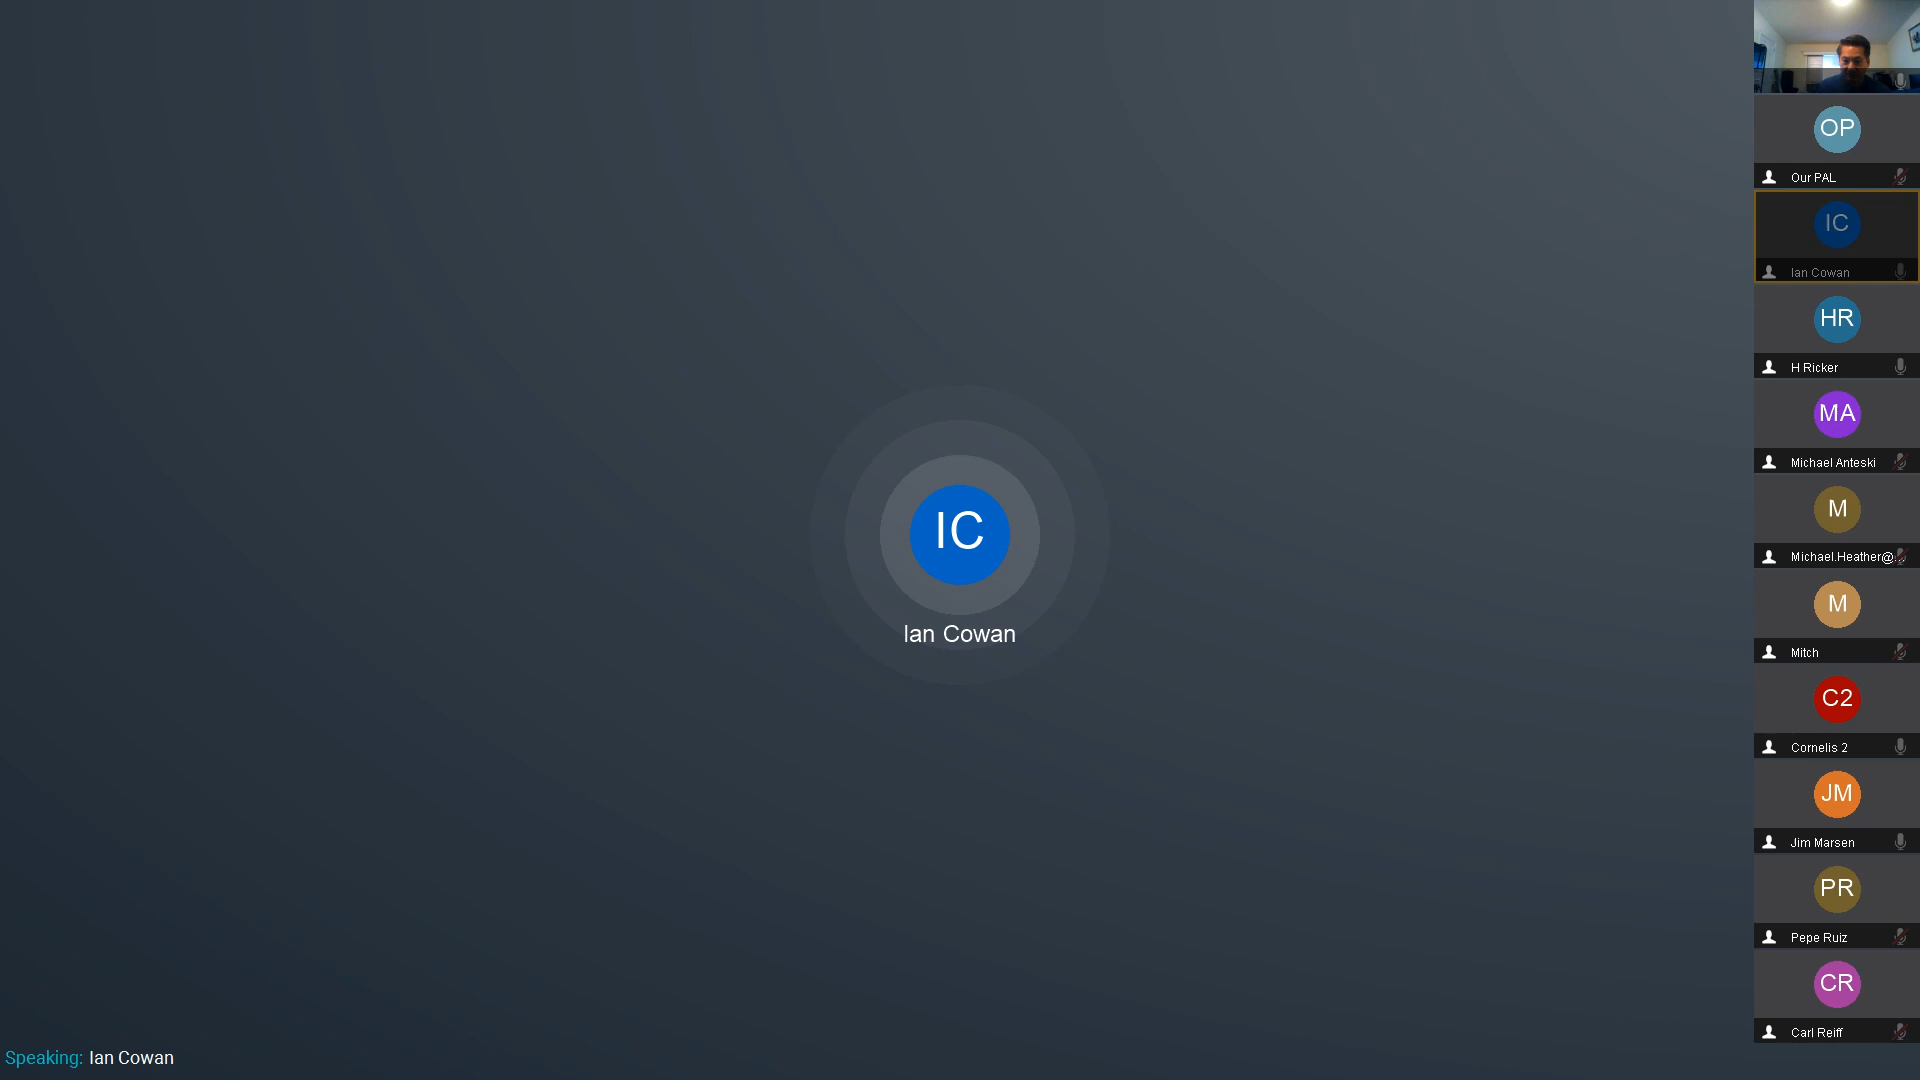 IC
Ian Cowan
Speaking: Ian Cowan
OP
Our PAL
IC
Ian Cowan
HR
H Ricker
MA
Michael Anteski
M
Michael.Heather@...
M
Mitch
C2
Cornelis 2
JM
Jim Marsen
PR
Pepe Ruiz
CR
Carl Reiff